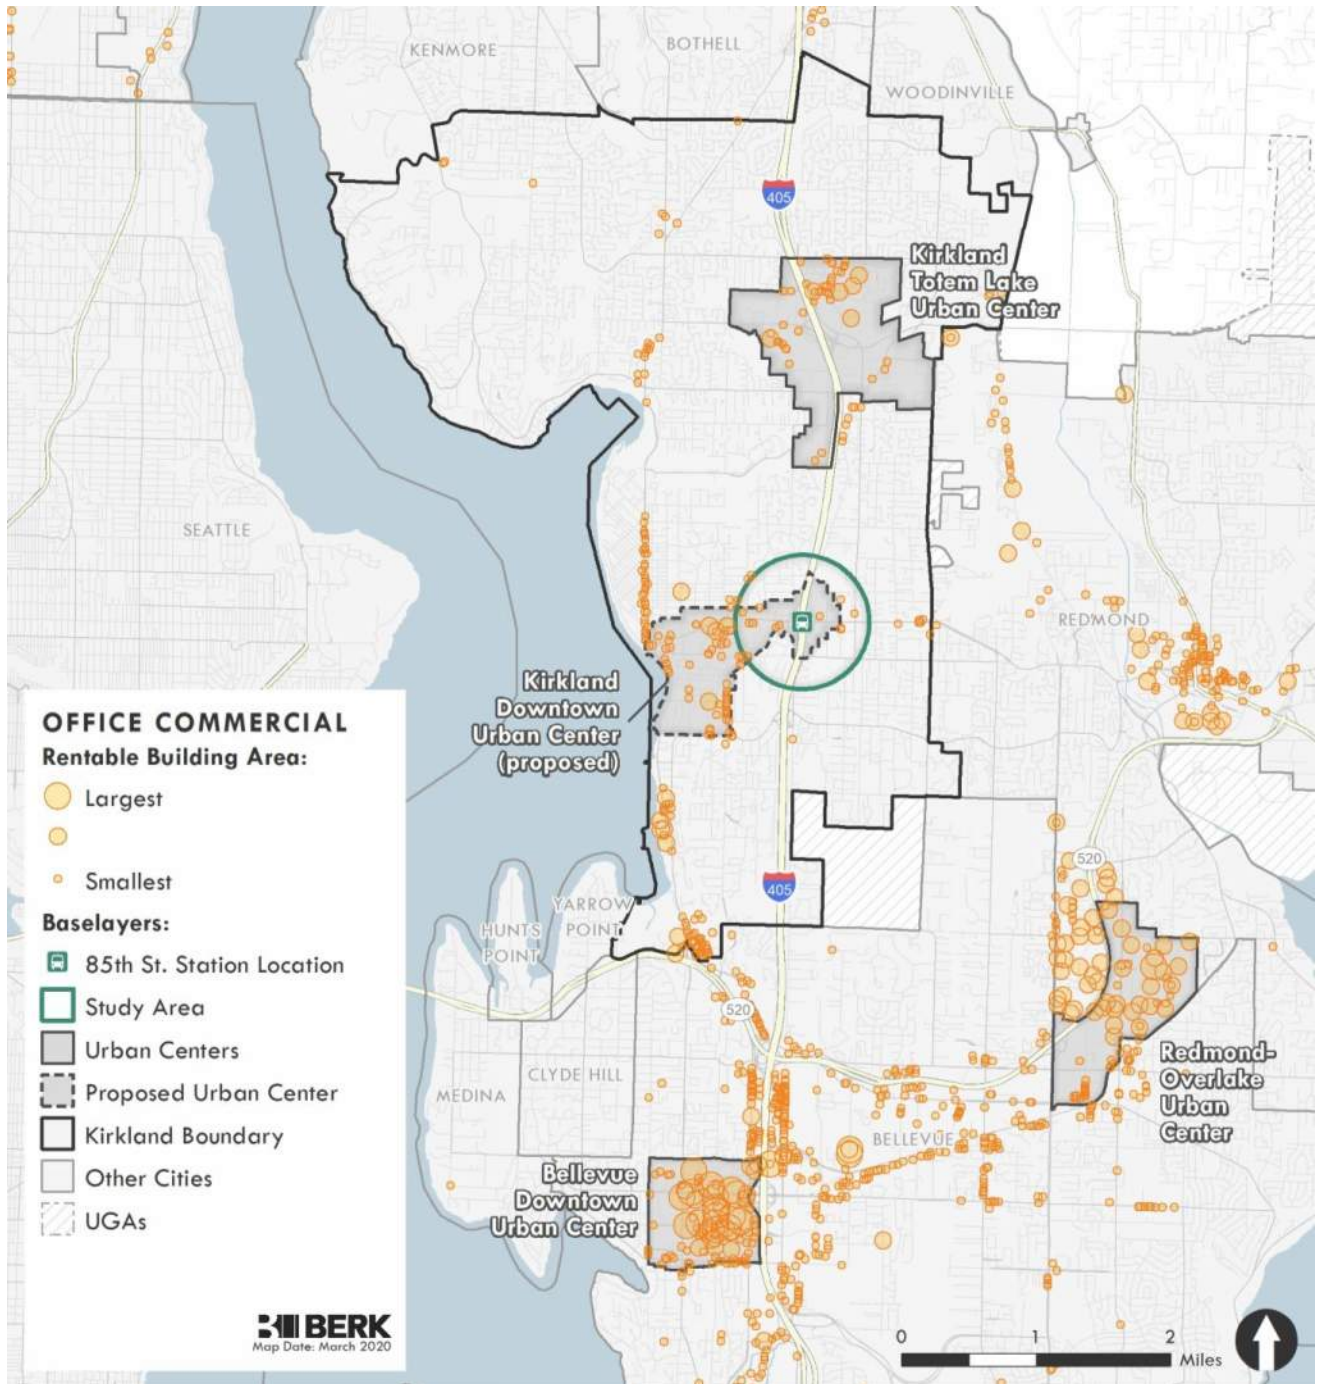 KENMORE
BOTHELL
WOODINVILLE
405
Kirkland
Totem Lake
Urban Center
SEATTLE
REDMOND
Kirkland
Downtown
Urban Center
(proposed)
OFFICE COMMERCIAL
Rentable Building Area:
Largest
Smallest
Baselayers:
85th St. Station Location
Study Area
Urban Centers
Proposed Urban Center
Kirkland Boundary
Other Cities
UGAs
BERK
Map Date: March 2020
520
405
YARROW
POINT
HUNTS
POINT
520
CLYDE HILL
MEDINA
BELLEVUE
Redmond-
Overlake
Urban
Center
Bellevue
Downtown
Urban Center
0 1 2
Miles